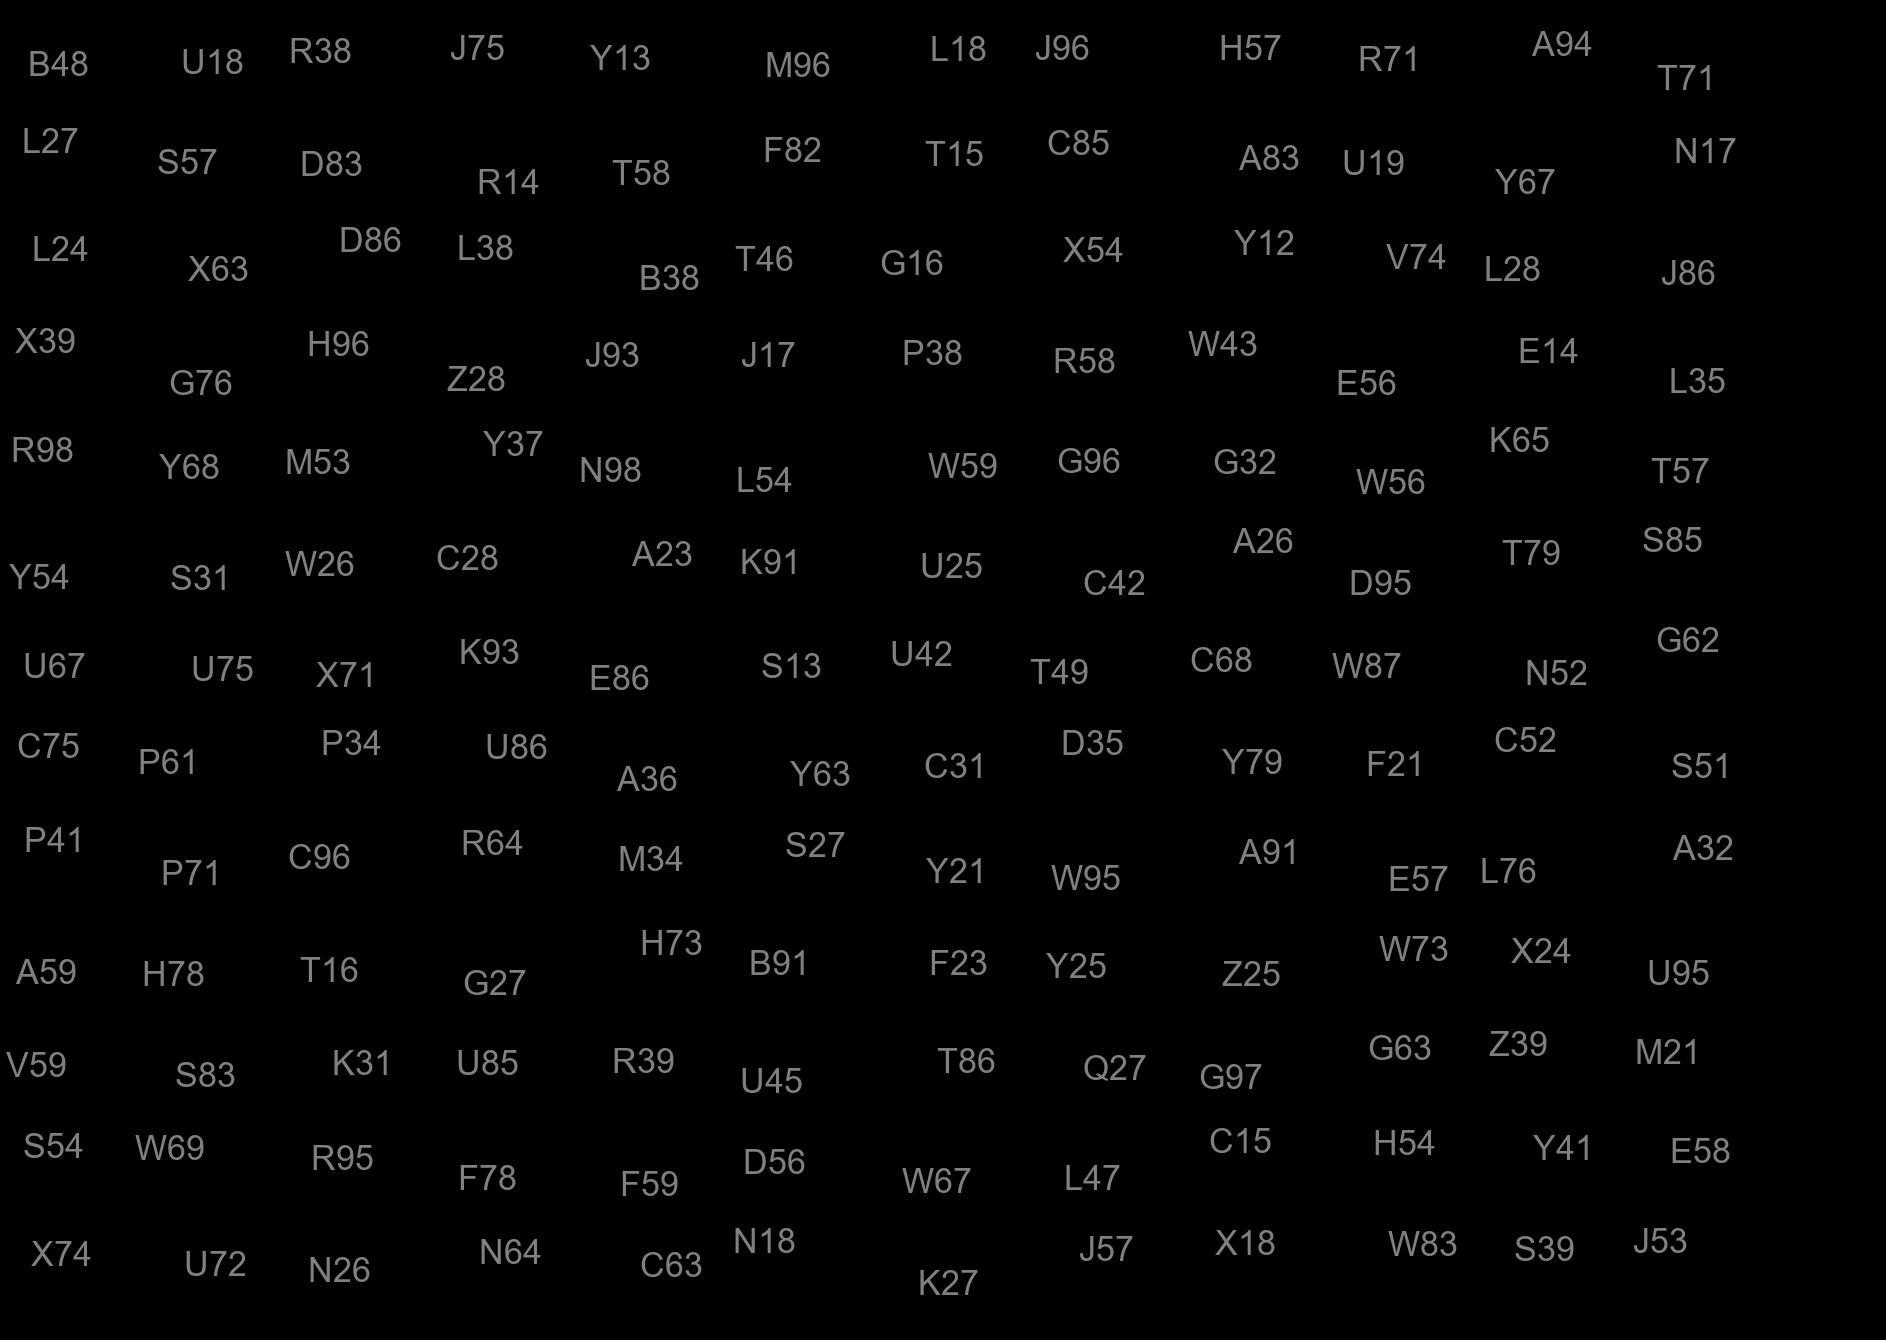 B48 U18 R38 J75 Y13 M96 L18 J96 H57 R71 A94 T71
L27 S57 D83 R14 T58 F82 T15 C85 A83 U19 Y67 N17
L24 X63 D86 L38 B38 T46 G16 X54 Y12 V74 L28 J86
X39 G76 H96 Z28 J93 J17 P38 R58 W43 E56 E14 L35
R98 Y68 M53 Y37 N98 L54 W59 G96 G32 W56 K65 T57
Y54 S31 W26 C28 A23 K91 U25 C42 A26 D95 T79 S85
U67 U75 X71 K93 E86 S13 U42 T49 C68 W87 N52 G62
C75 P61 P34 U86 A36 Y63 C31 D35 Y79 F21 C52 S51
P41 P71 C96 R64 M34 S27 Y21 W95 A91 E57 L76 A32
A59 H78 T16 G27 H73 B91 F23 Y25 Z25 W73 X24 U95
V59 S83 K31 U85 R39 U45 T86 Q27 G97 G63 Z39 M21
S54 W69 R95 F78 F59 D56 W67 L47 C15 H54 Y41 E58
X74 U72 N26 N64 C63 N18 K27 J57 X18 W83 S39 J53